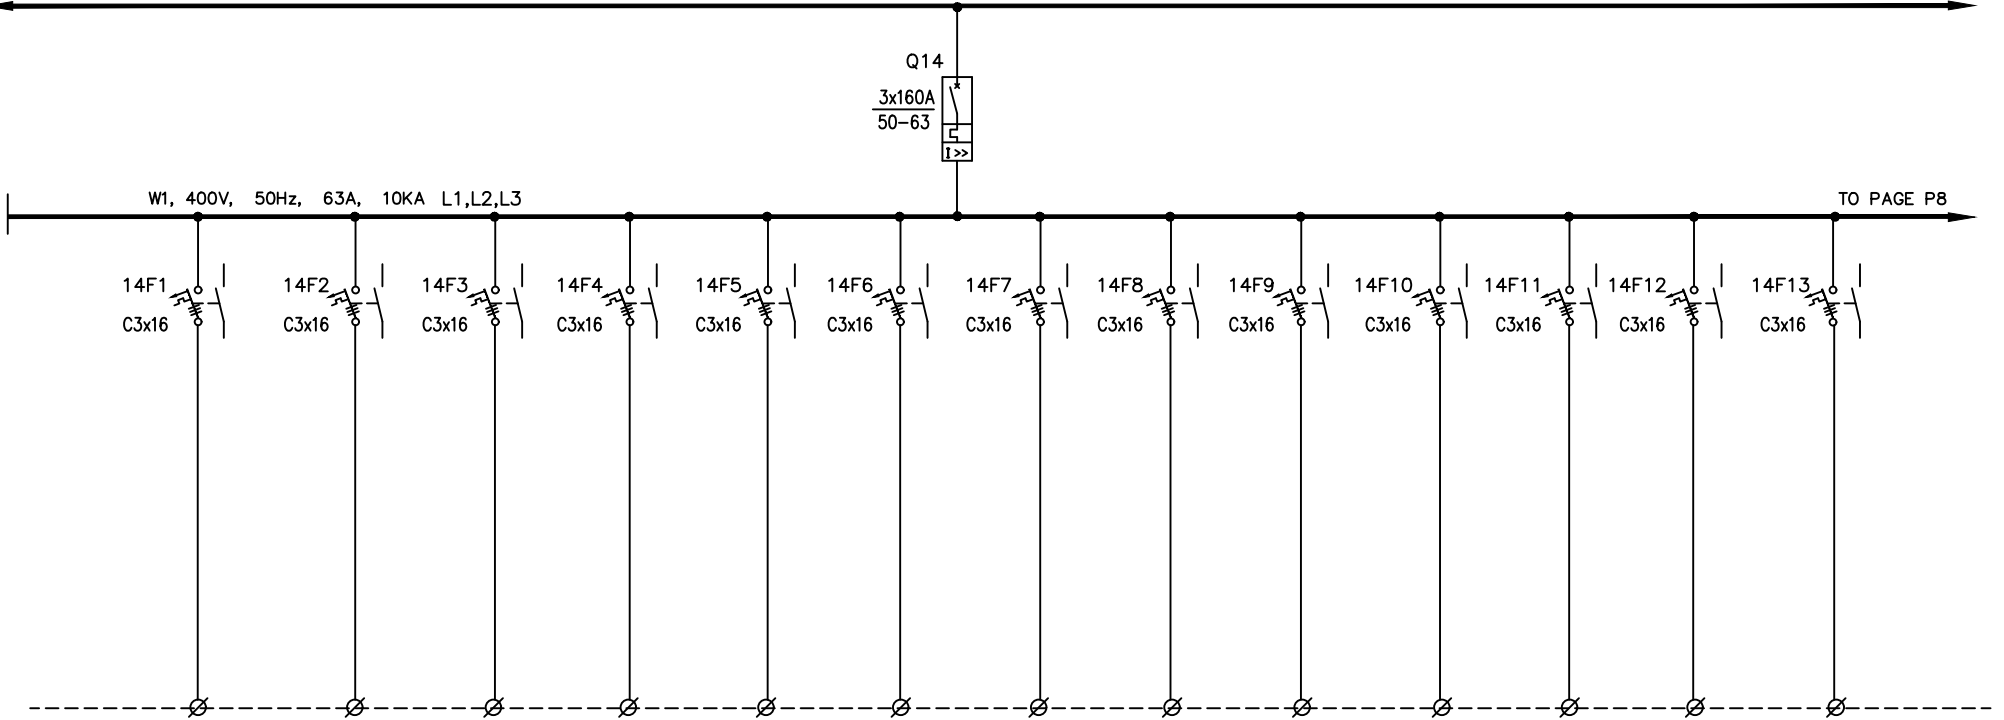 Q14
3x160A
50-63
I >>
W1, 400V, 50Hz, 63A, 10KA L1,L2,L3
TO PAGE P8
14F1 14F2 14F3 14F4 14F5 14F6 14F7 14F8 14F9 14F10 14F11 14F12 14F13
C3x16 C3x16 C3x16 C3x16 C3x16 C3x16 C3x16 C3x16 C3x16 C3x16 C3x16 C3x16 C3x16